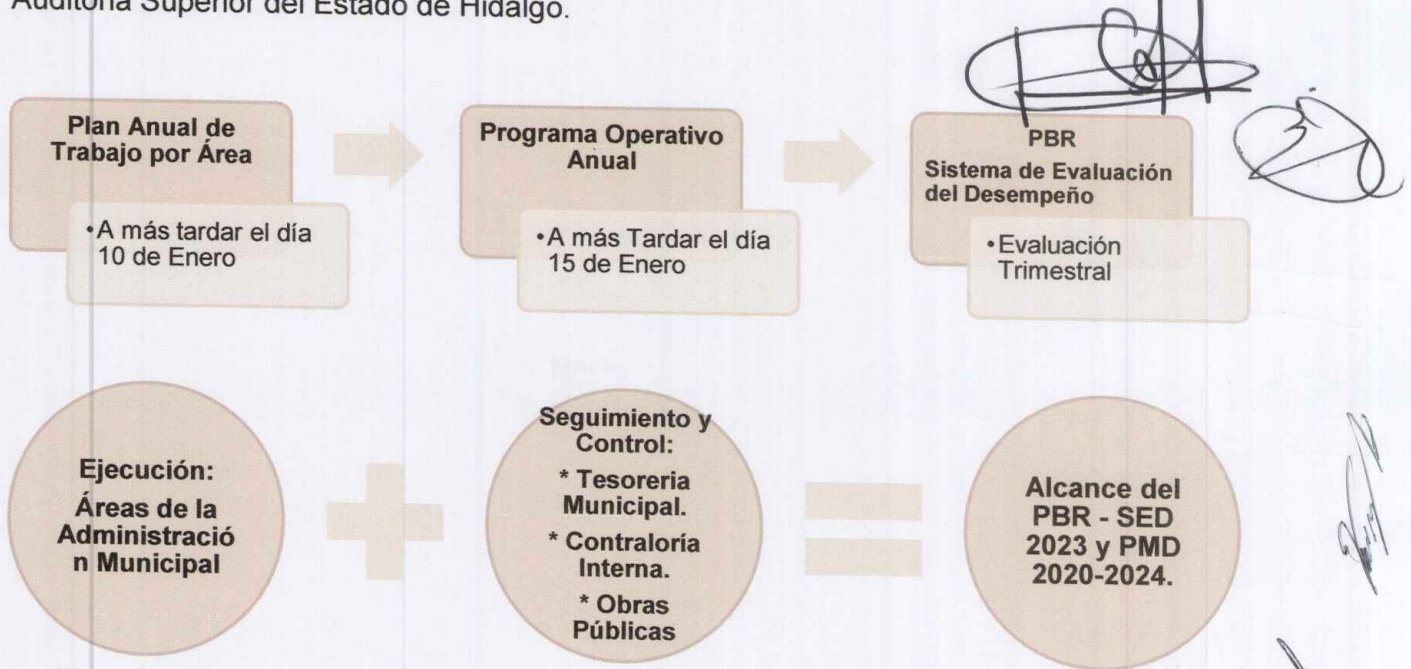 Auditoría Superior del Estado de Hidalgo.
Plan Anual de
Trabajo por Área
•A más tardar el día
10 de Enero
Programa Operativo
Anual
•A más Tardar el día
15 de Enero
PBR
Sistema de Evaluación
del Desempeño
•Evaluación
Trimestral
Ejecución:
Áreas de la
Administració
n Municipal
Seguimiento y
Control:
* Tesoreria
Municipal.
* Contraloría
Interna.
* Obras
Públicas
Alcance del
PBR - SED
2023 y PMD
2020-2024.